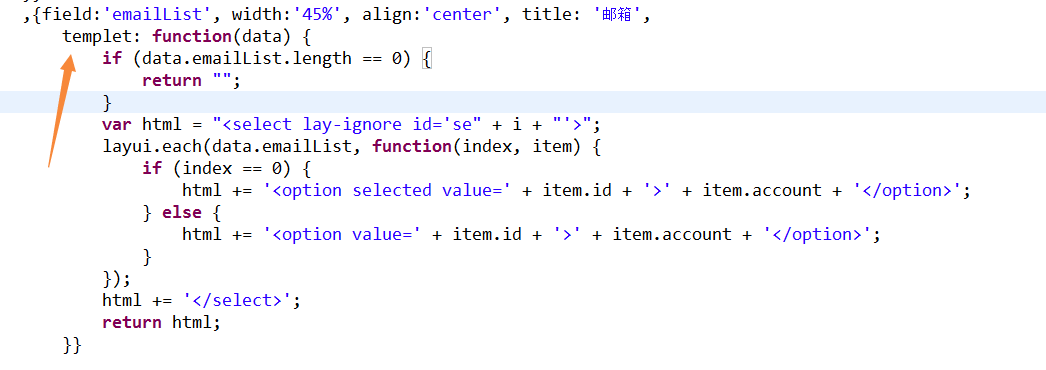 ,{field:'emailList', width:'45%', align:'center', title: '邮箱',
templet: function(data) {
if (data.emailList.length == 0) {
return "";
}
var html = "<select lay-ignore id='se" + i + "'>";
layui.each(data.emailList, function(index, item) {
if (index == 0) {
html += '<option selected value=' + item.id + '>' + item.account + '</option>';
} else {
html += '<option value=' + item.id + '>' + item.account + '</option>';
}
});
html += '</select>';
return html;
}}